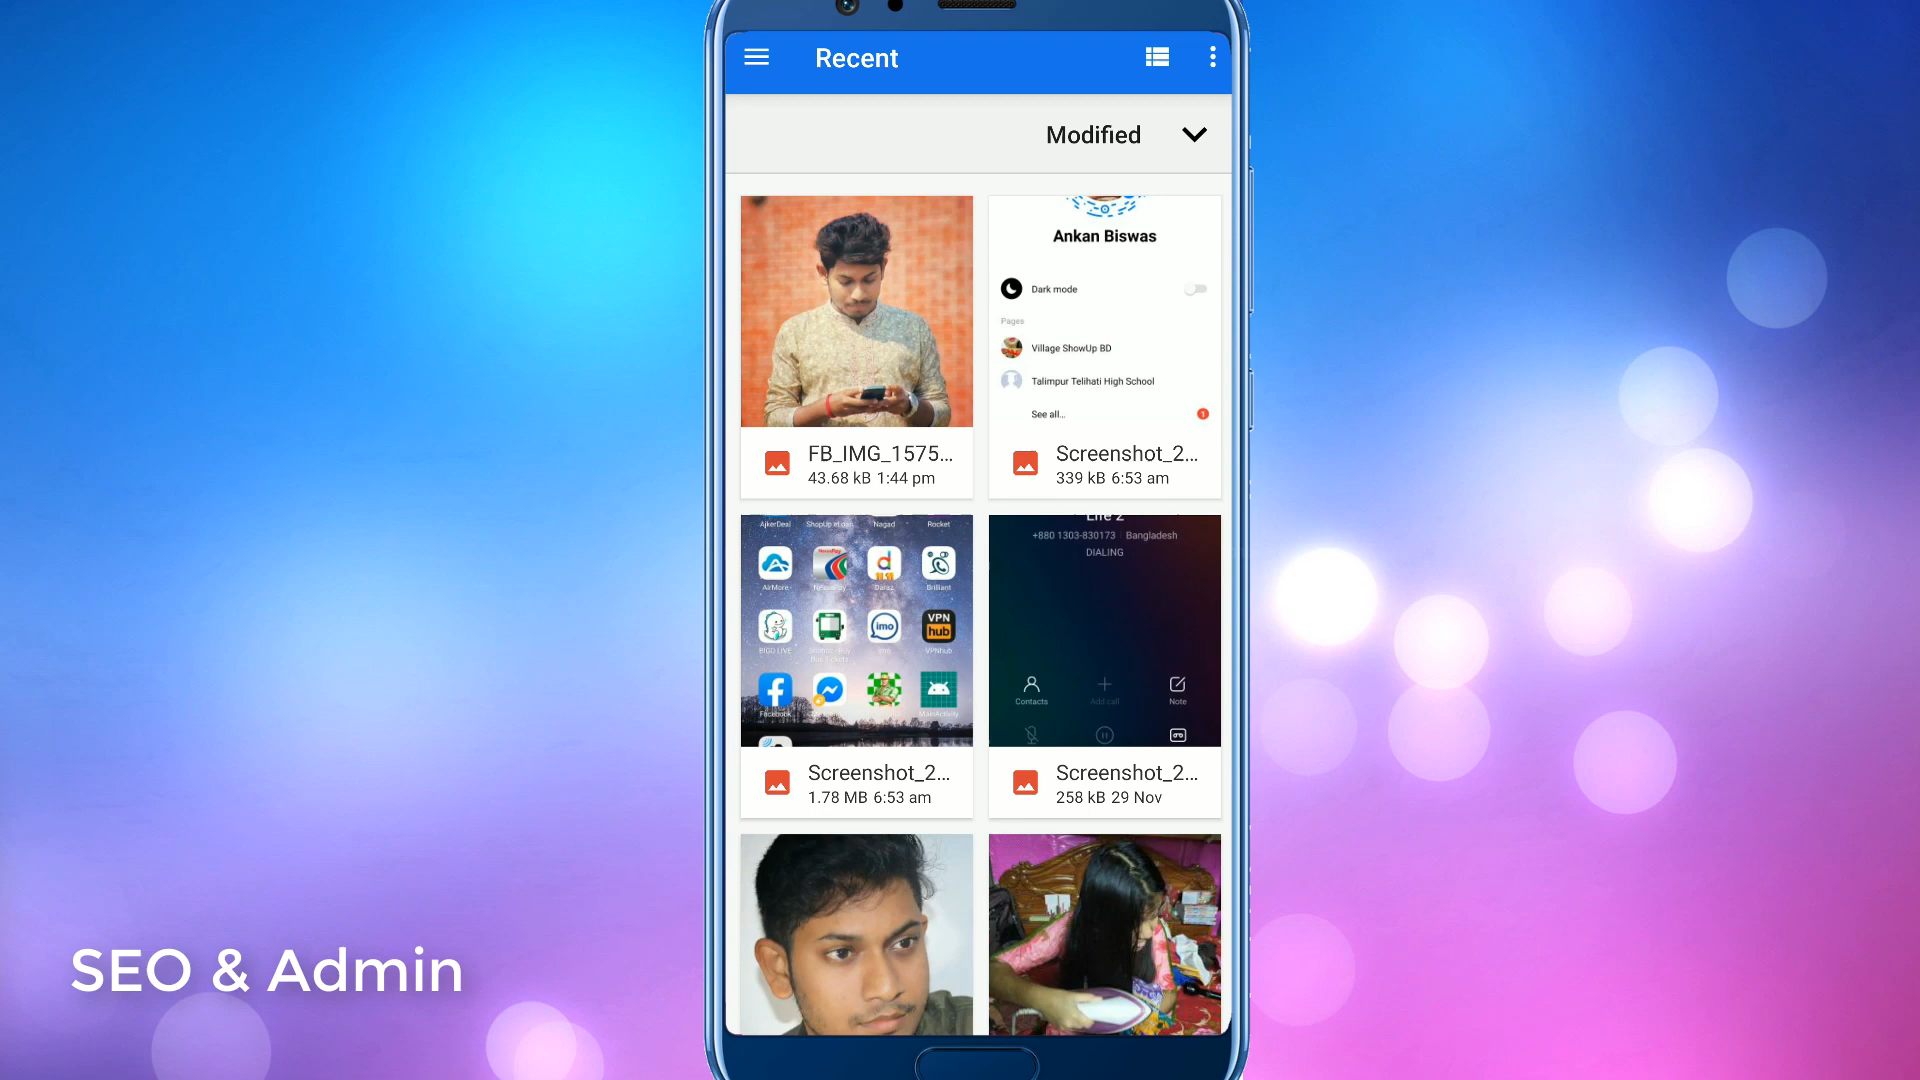 Recent
Modified
Ankan Biswas
Dark mode
Pages
Village ShowUp BD
Talimpur Telihati High School
See all...
1
FB_IMG_1575...
43.68 kB 1:44 pm
Screenshot_2...
339 kB 6:53 am
AjkerDeal
Nagad
Rocket
AirMore
Daraz
Brilliant
imo
VPN
hub
BIGO LIVE
imo
VPNhub
Facebook
MainActivity
Screenshot_2...
1.78 MB 6:53 am
+880 1303-830173 Bangladesh
DIALING
Contacts
Add call
Note
Screenshot_2...
258 kB 29 Nov
SEO & Admin